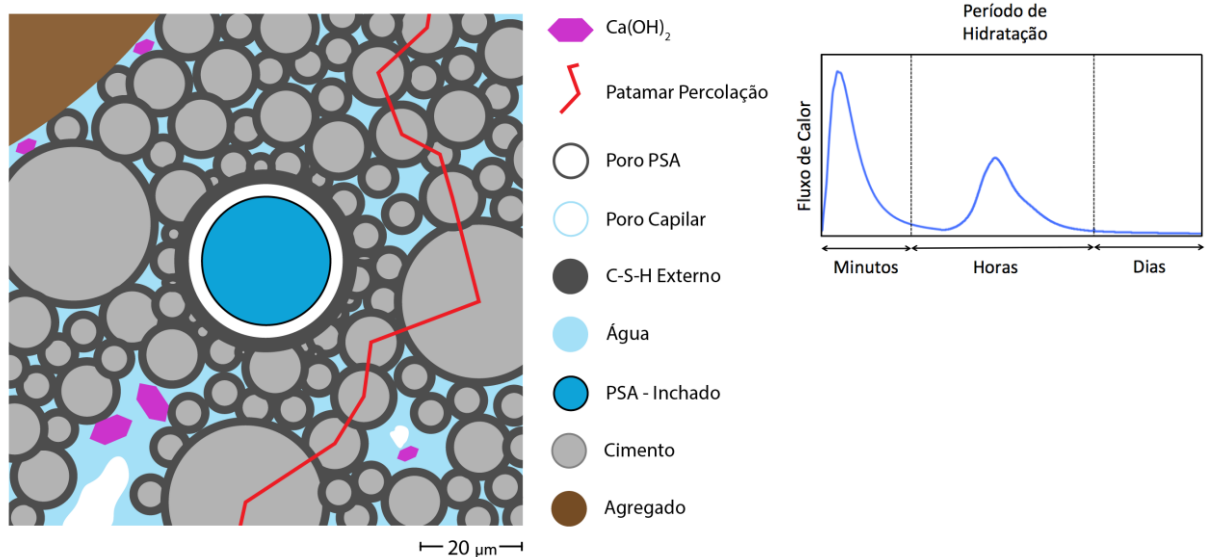 Ca(OH)₂
Patamar Percolação
Poro PSA
Poro Capilar
C-S-H Externo
Água
PSA - Inchado
Cimento
Agregado
20 µm
Período de
Hidratação
Fluxo de Calor
Minutos
Horas
Dias